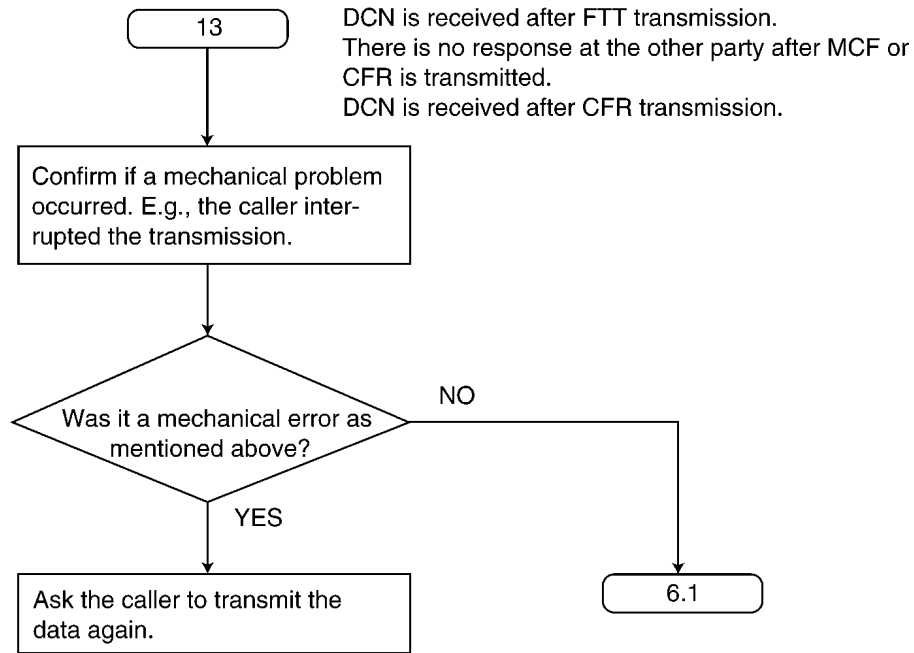 13
DCN is received after FTT transmission.
There is no response at the other party after MCF or
CFR is transmitted.
DCN is received after CFR transmission.
Confirm if a mechanical problem
occurred. E.g., the caller inter-
rupted the transmission.
Was it a mechanical error as
mentioned above?
NO
YES
Ask the caller to transmit the
data again.
6.1